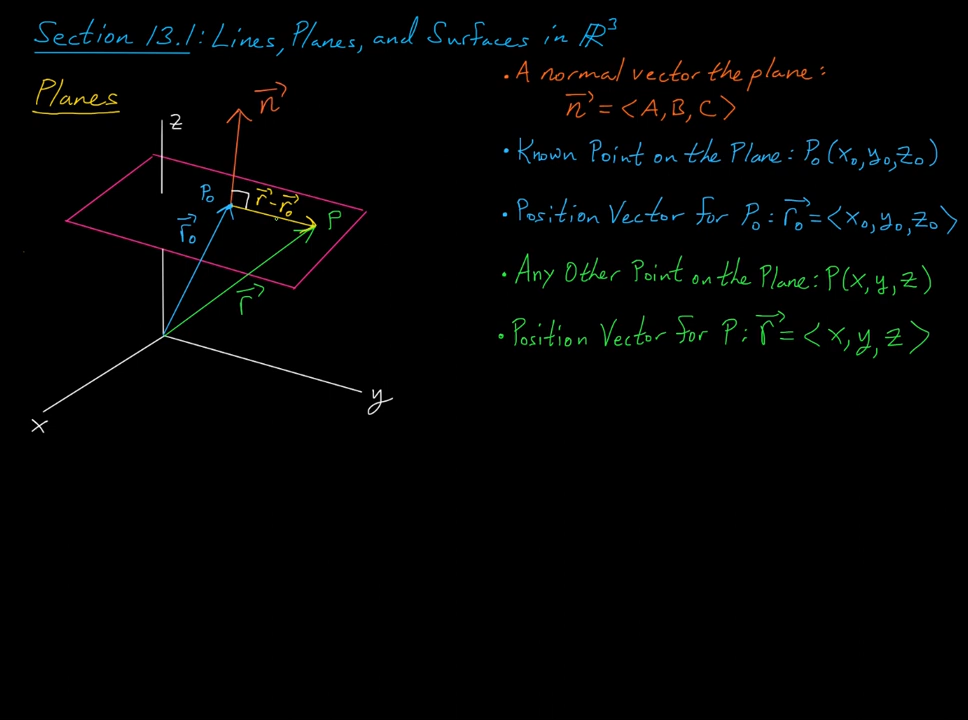 Section 13.1: Lines, Planes, and Surfaces in ℝ³
Planes
z
n⃗
P₀
r⃗-r⃗₀
P
r⃗₀
r⃗
y
x
• A normal vector the plane:
n⃗ = <A, B, C>
• Known Point on the Plane: P₀(x₀,y₀,z₀)
• Position Vector for P₀: r⃗₀ = <x₀,y₀,z₀>
• Any Other Point on the Plane: P(x,y,z)
• Position Vector for P: r⃗ = <x,y,z>